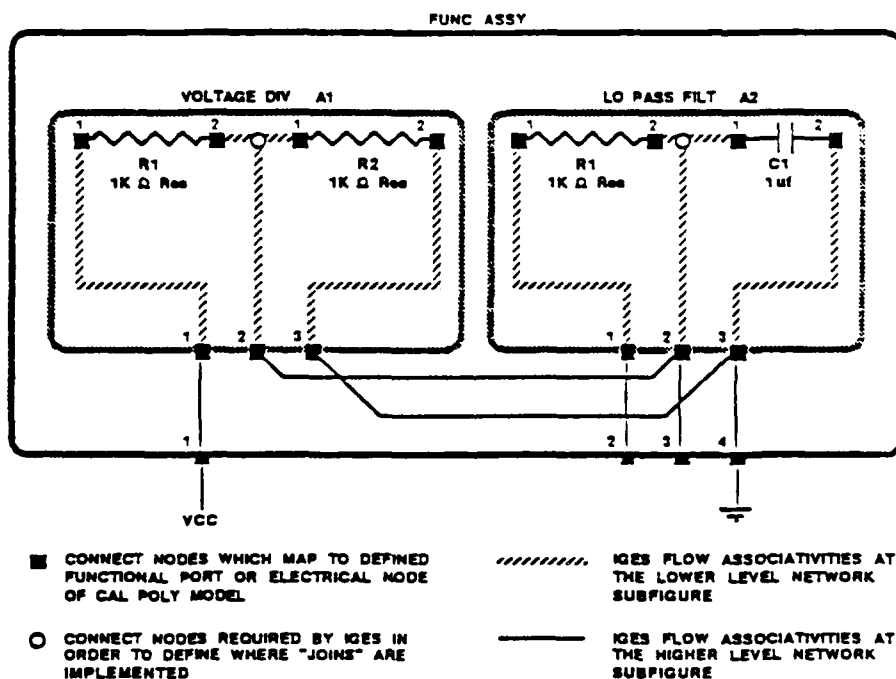 FUNC ASSY
VOLTAGE DIV A1
LO PASS FILT A2
1 2 1 2
1 2 1 2
R1
1K Ω Res
R2
1K Ω Res
R1
1K Ω Res
C1
1 uf
1 2 3
1 2 3
1 2 3 4
VCC
CONNECT NODES WHICH MAP TO DEFINED
FUNCTIONAL PORT OR ELECTRICAL NODE
OF CAL POLY MODEL
IGES FLOW ASSOCIATIVITIES AT
THE LOWER LEVEL NETWORK
SUBFIGURE
CONNECT NODES REQUIRED BY IGES IN
ORDER TO DEFINE WHERE "JOINS" ARE
IMPLEMENTED
IGES FLOW ASSOCIATIVITIES AT
THE HIGHER LEVEL NETWORK
SUBFIGURE